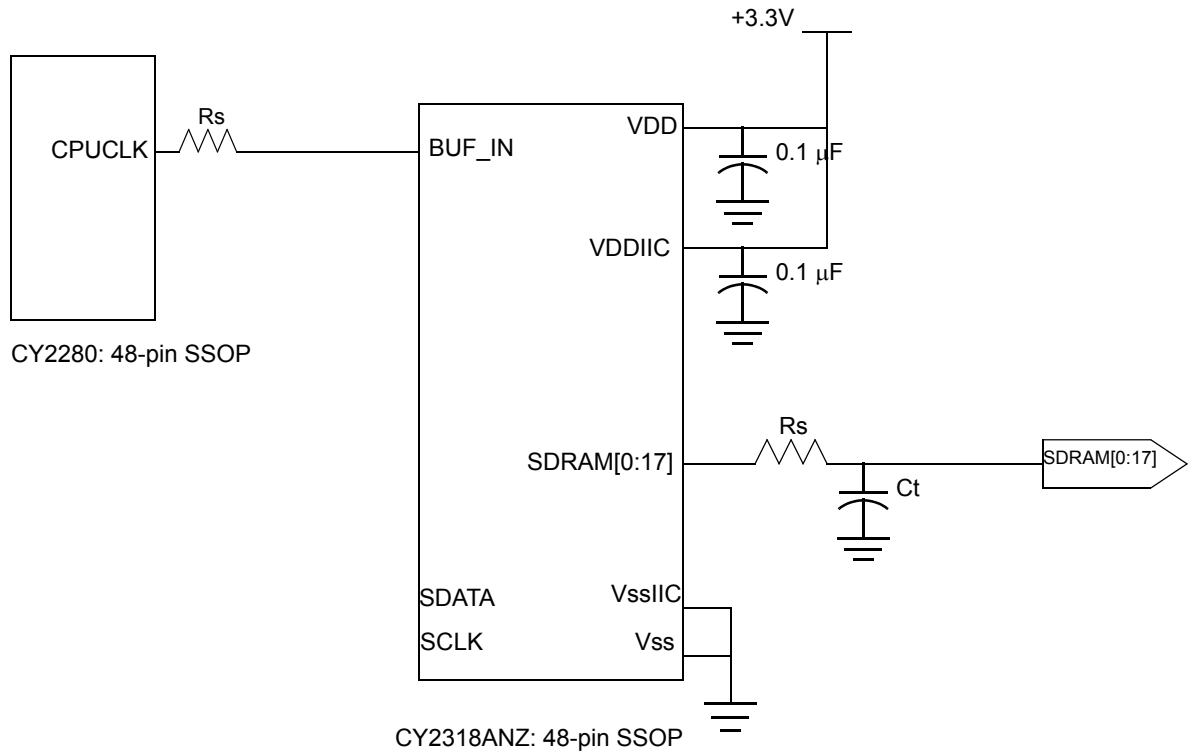 +3.3V
Rs
CPUCLK
BUF_IN
VDD
0.1 μF
VDDIIC
0.1 μF
CY2280: 48-pin SSOP
Rs
SDRAM[0:17]
SDRAM[0:17]
Ct
SDATA
VssIIC
SCLK
Vss
CY2318ANZ: 48-pin SSOP